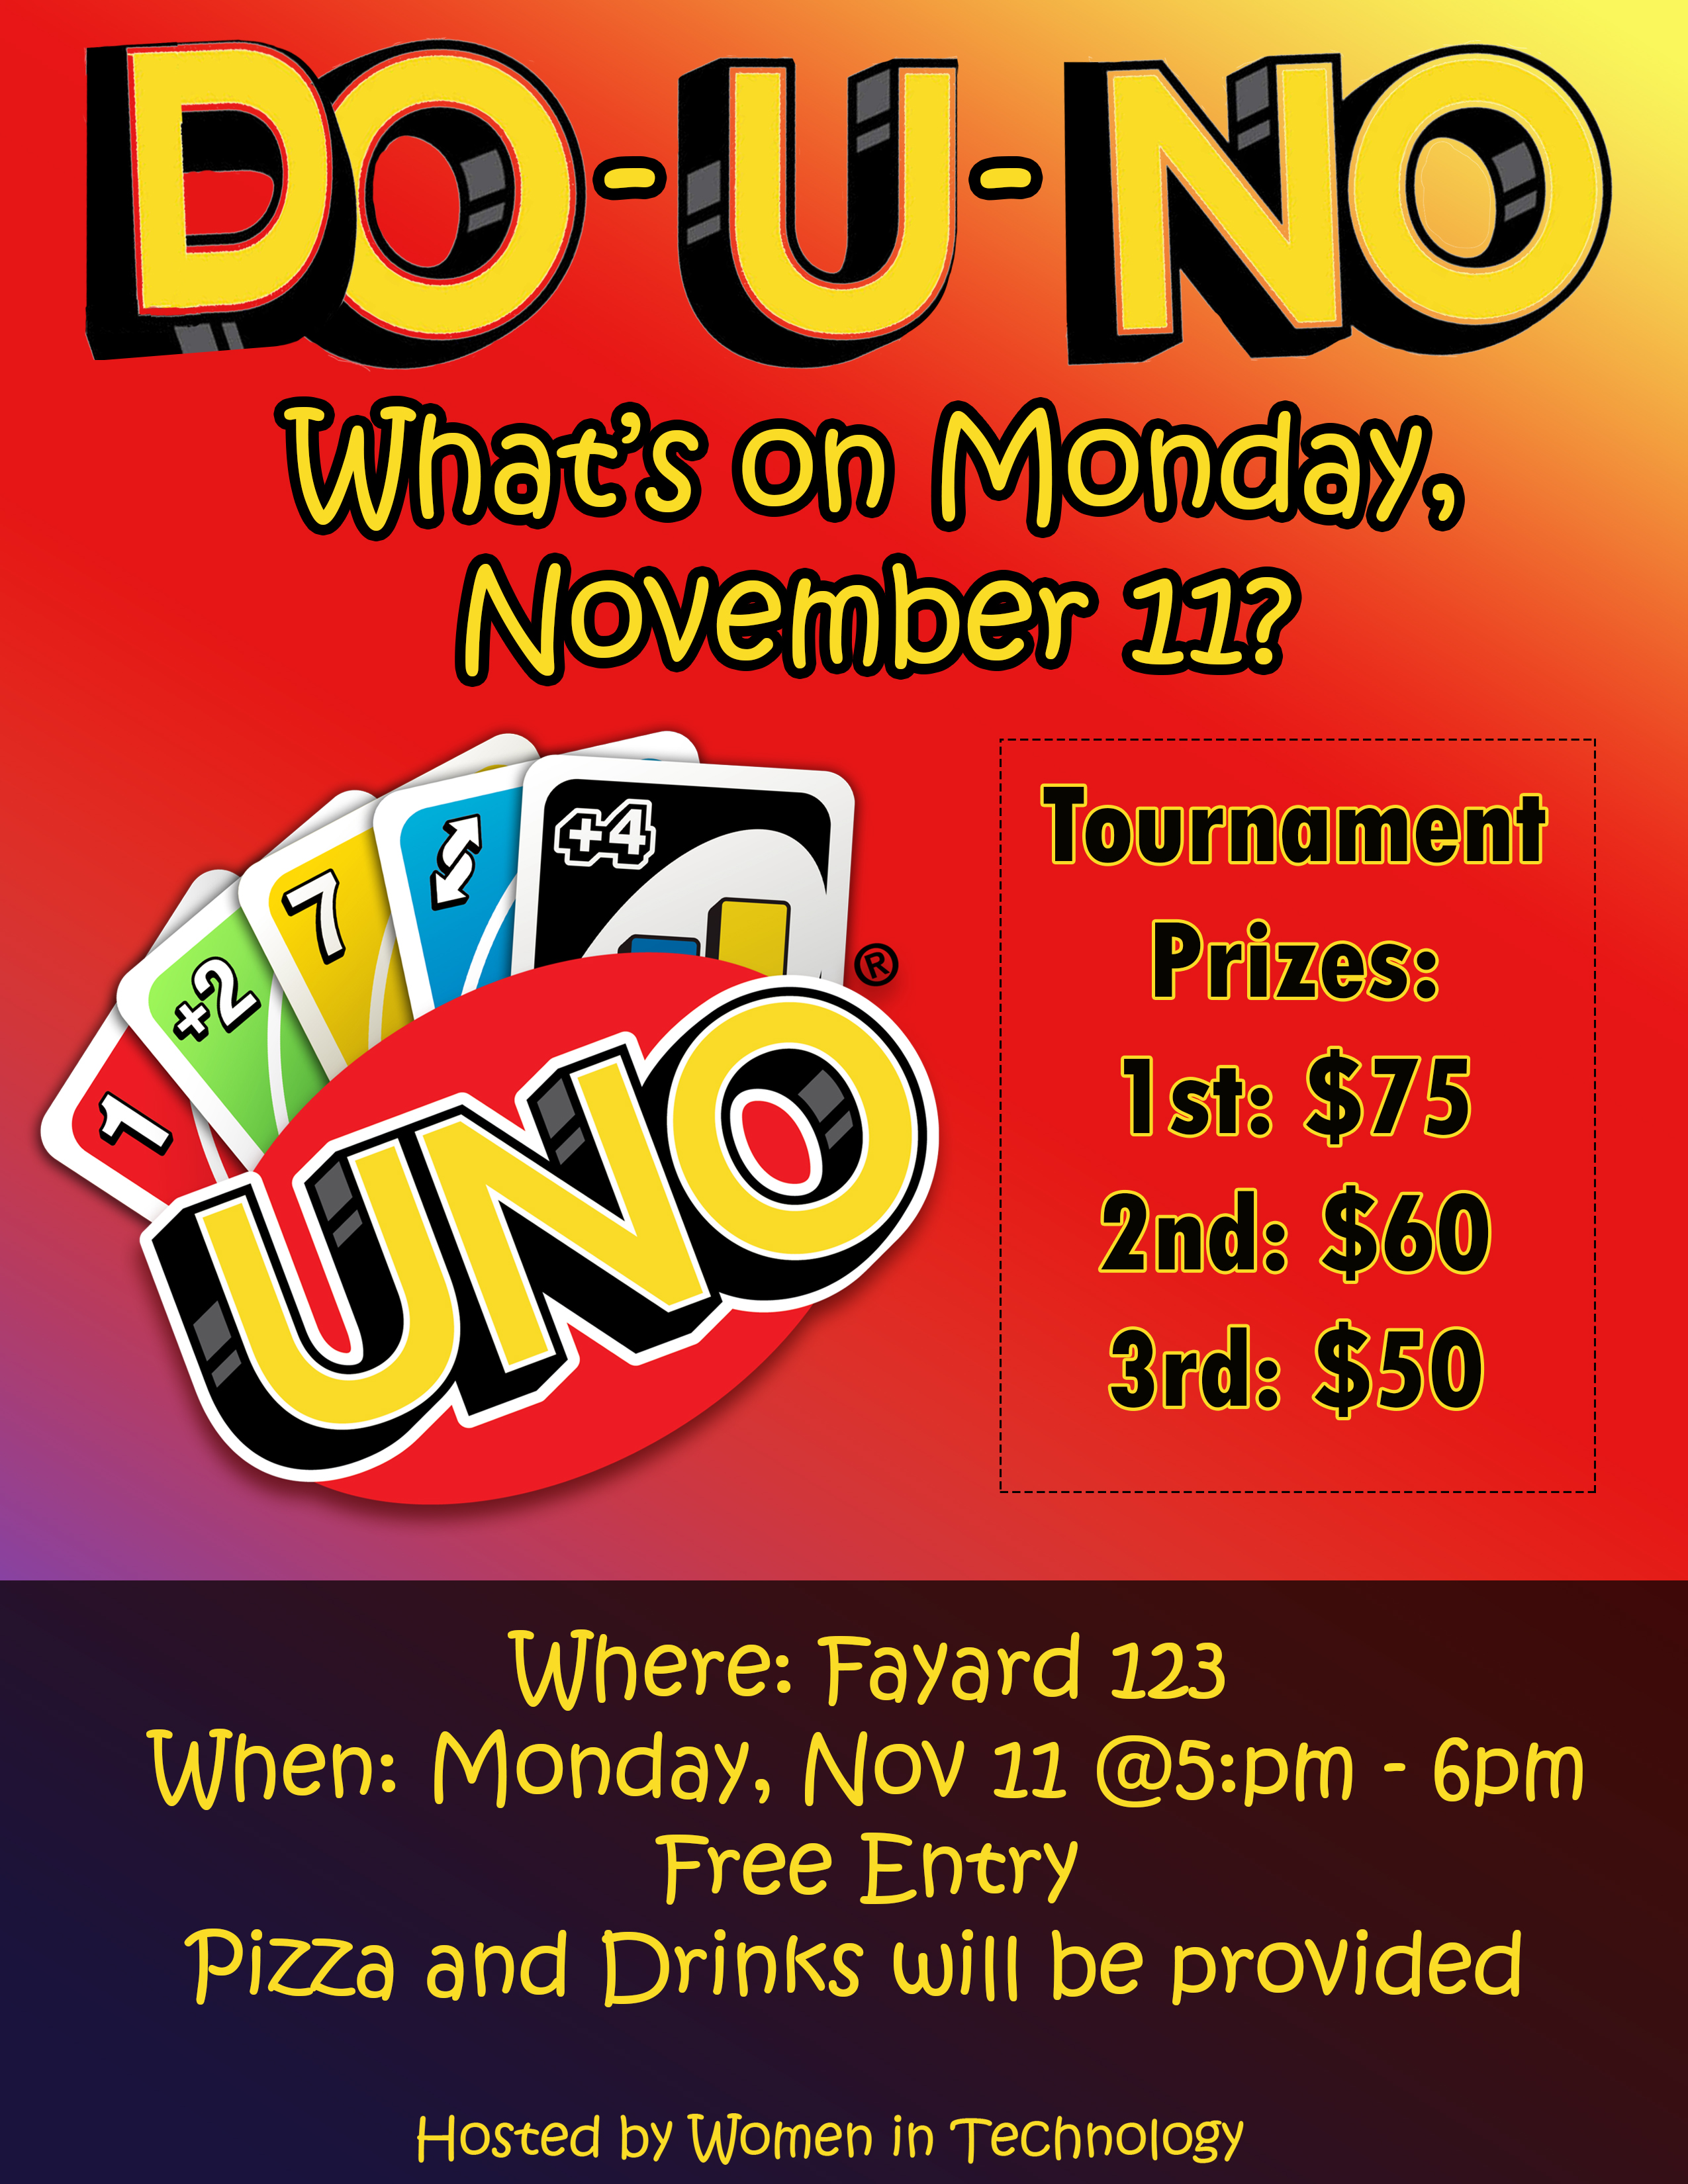 DO-U-NO
What's on Monday,
November 11?
+4
7
+2
1
®
UNO
Tournament
Prizes:
1st: $75
2nd: $60
3rd: $50
Where: Fayard 123
When: Monday, Nov 11 @5:pm - 6pm
Free Entry
Pizza and Drinks will be provided
Hosted by Women in Technology